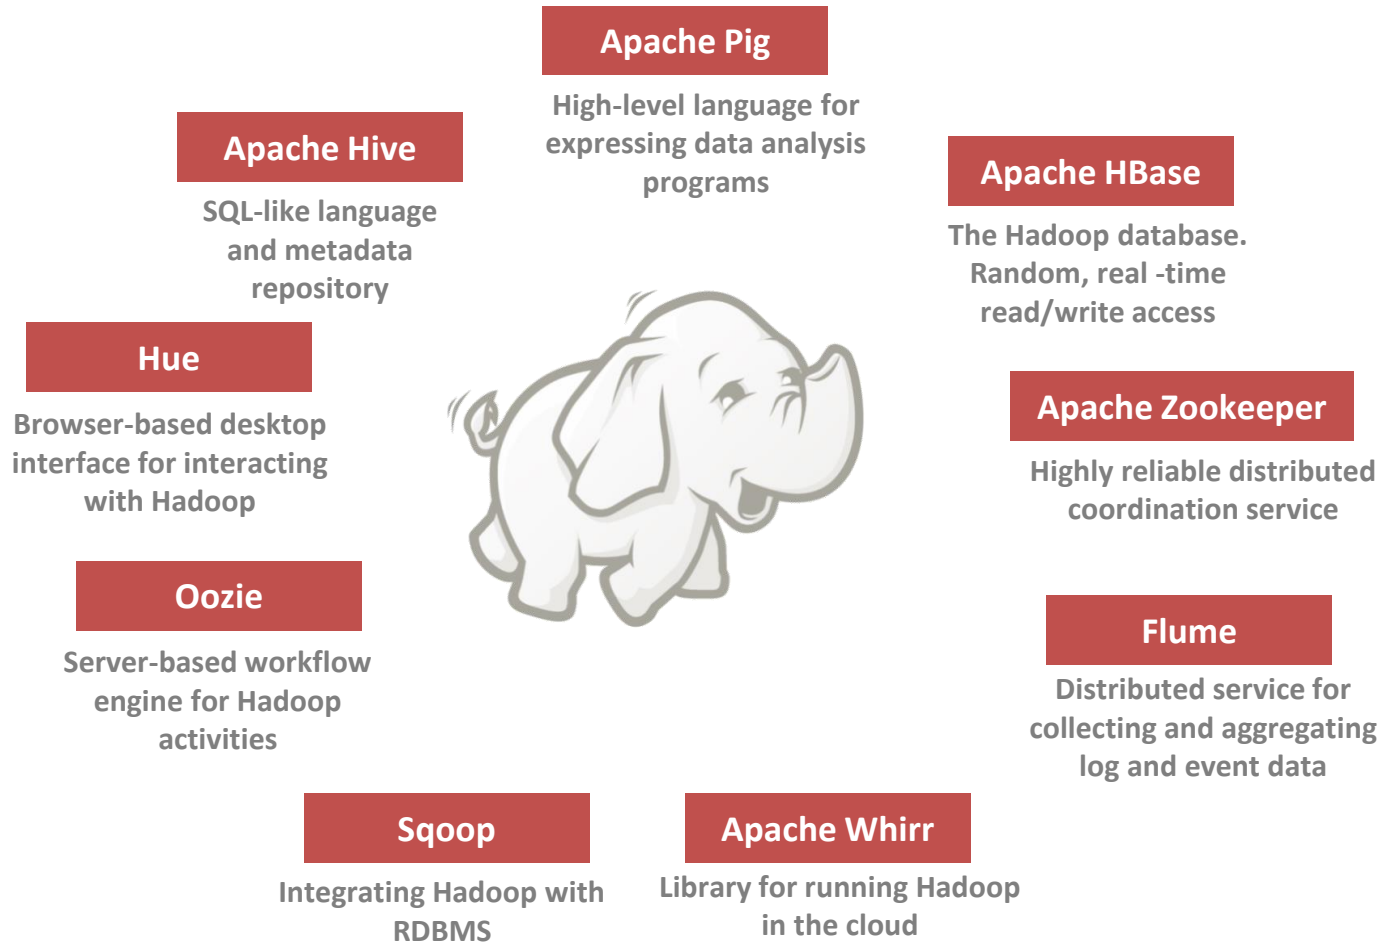 Apache Pig
High-level language for
expressing data analysis
programs
Apache Hive
SQL-like language
and metadata
repository
Apache HBase
The Hadoop database.
Random, real -time
read/write access
Hue
Browser-based desktop
interface for interacting
with Hadoop
Apache Zookeeper
Highly reliable distributed
coordination service
Oozie
Server-based workflow
engine for Hadoop
activities
Flume
Distributed service for
collecting and aggregating
log and event data
Sqoop
Integrating Hadoop with
RDBMS
Apache Whirr
Library for running Hadoop
in the cloud